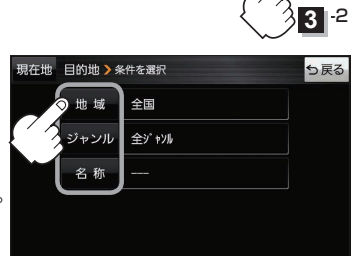 3 -2
現在地 目的地 > 条件を選択 戻る
地域 全国
ジャンル 全ｼﾞｬﾝﾙ
名称 ---
。